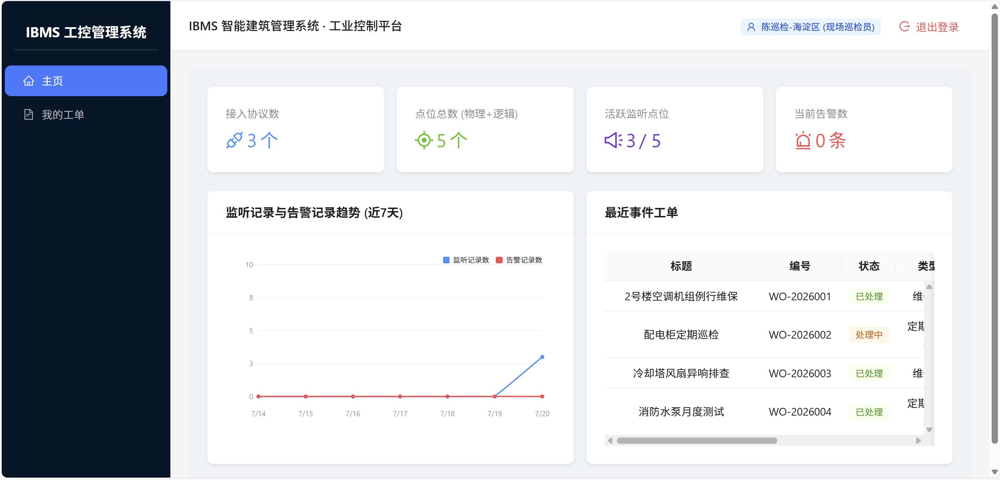 IBMS 工控管理系统
主页
我的工单
IBMS 智能建筑管理系统 · 工业控制平台
陈巡检-海淀区 (现场巡检员)
退出登录
接入协议数
3 个
点位总数 (物理+逻辑)
5 个
活跃监听点位
3 / 5
当前告警数
0 条
监听记录与告警记录趋势 (近7天)
监听记录数 告警记录数
10
8
5
3
0
7/14 7/15 7/16 7/17 7/18 7/19 7/20
最近事件工单
标题 编号 状态 类型
2号楼空调机组例行维保 WO-2026001 已处理 维
配电柜定期巡检 WO-2026002 处理中 定期
冷却塔风扇异响排查 WO-2026003 已处理 维
消防水泵月度测试 WO-2026004 已处理 定期